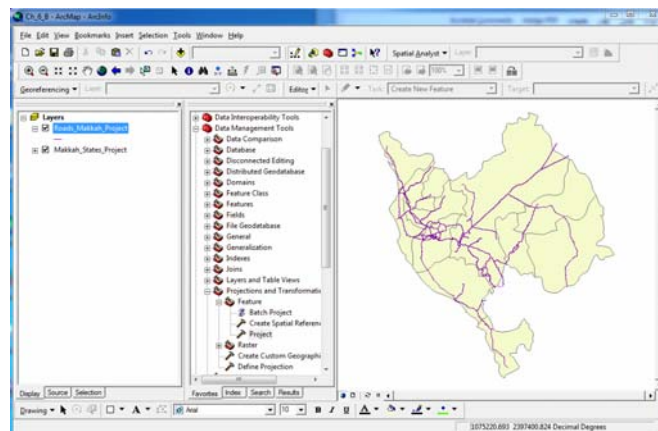 Ch_6_8 - ArcMap - ArcInfo
File Edit View Bookmarks Insert Selection Tools Window Help
Spatial Analyst Layer:
100%
Georeferencing Layer: Editor Task: Create New Feature Target:
Layers
Roads_Makkah_Project
Makkah_States_Project
Data Interoperability Tools
Data Management Tools
Data Comparison
Database
Disconnected Editing
Distributed Geodatabase
Domains
Feature Class
Features
Fields
File Geodatabase
General
Generalization
Indexes
Joins
Layers and Table Views
Projections and Transformatio
Feature
Batch Project
Create Spatial Referen
Project
Raster
Create Custom Geographi
Define Projection
Display Source Selection
Favorites Index Search Results
Drawing A Arial 10 B I U A
1075220.693 2397400.824 Decimal Degrees